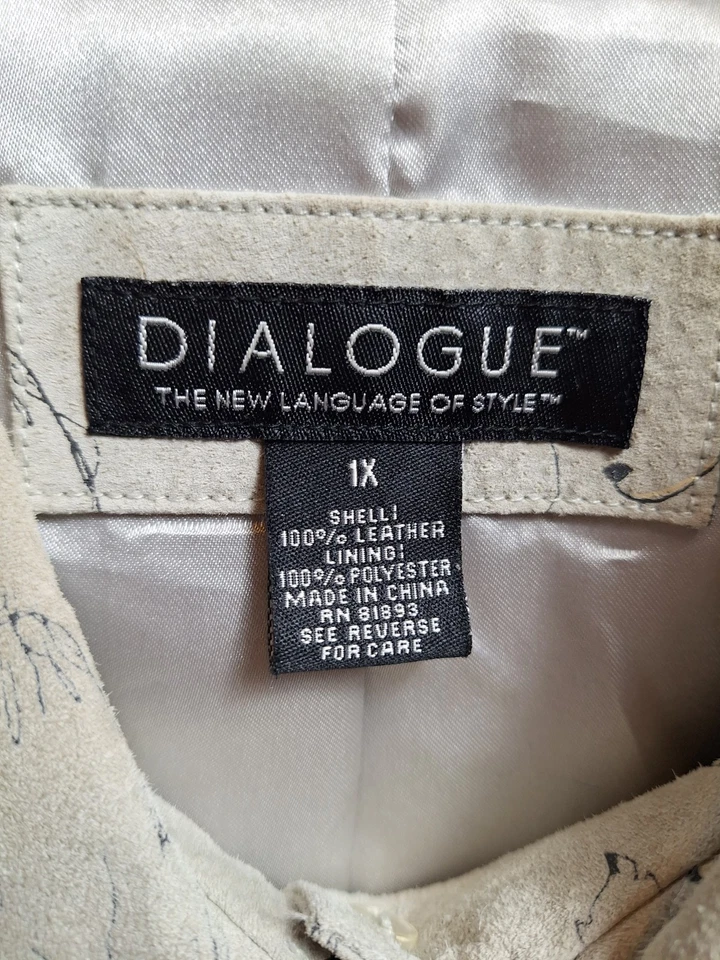 DIALOGUE™
THE NEW LANGUAGE OF STYLE™
1X
SHELL:
100% LEATHER
LINING:
100% POLYESTER
MADE IN CHINA
RN 81893
SEE REVERSE
FOR CARE